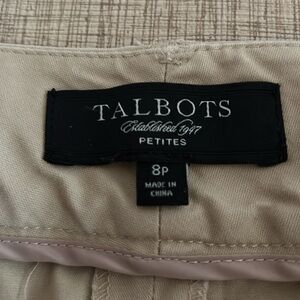 TALBOTS
Established 1947
PETITES
8P
MADE IN
CHINA